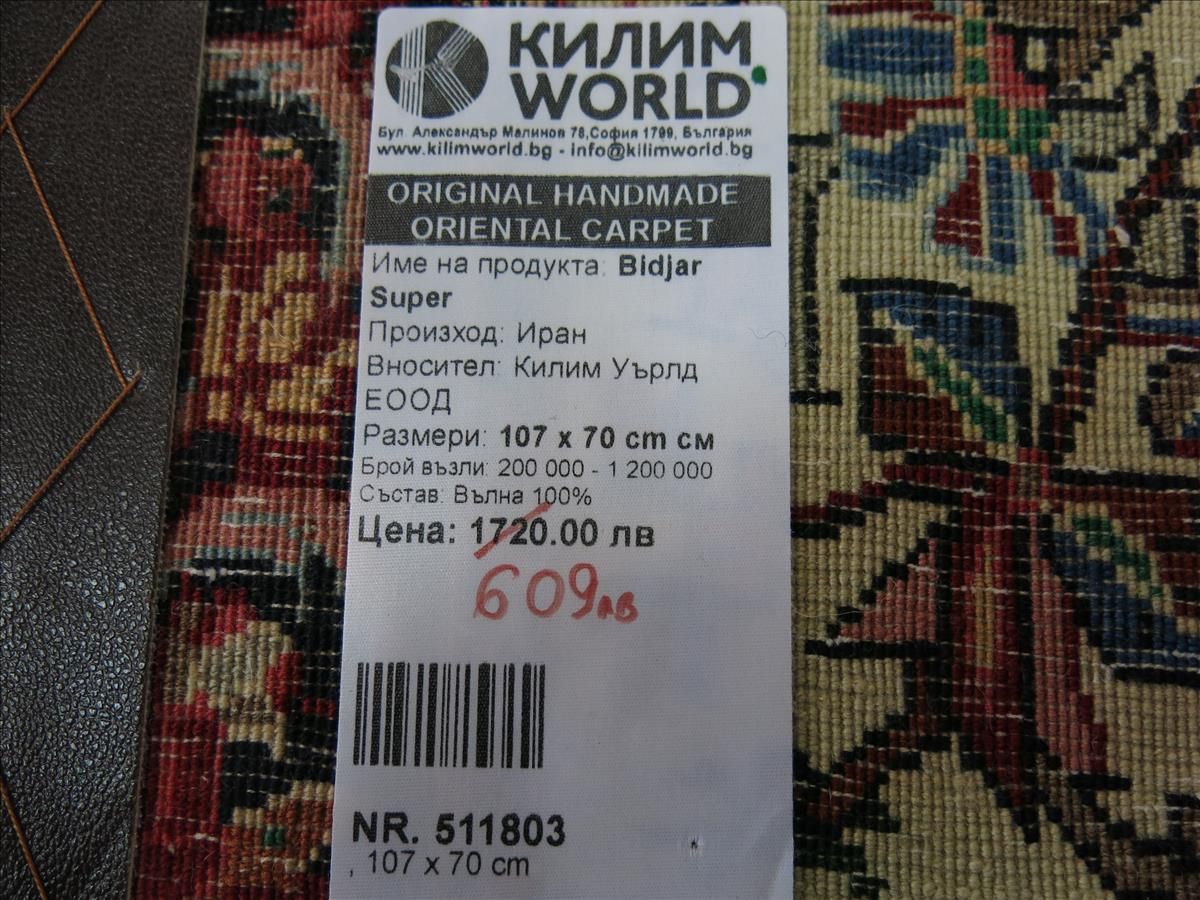 КИЛИМ
WORLD
Бул. Александър Малинов 78,София 1799, България
www.kilimworld.bg - info@kilimworld.bg
ORIGINAL HANDMADE
ORIENTAL CARPET
Име на продукта: Bidjar
Super
Произход: Иран
Вносител: Килим Уърлд
ЕООД
Размери: 107 x 70 cm см
Брой възли: 200 000 - 1 200 000
Състав: Вълна 100%
Цена: 1720.00 лв
609лв
NR. 511803
, 107 x 70 cm